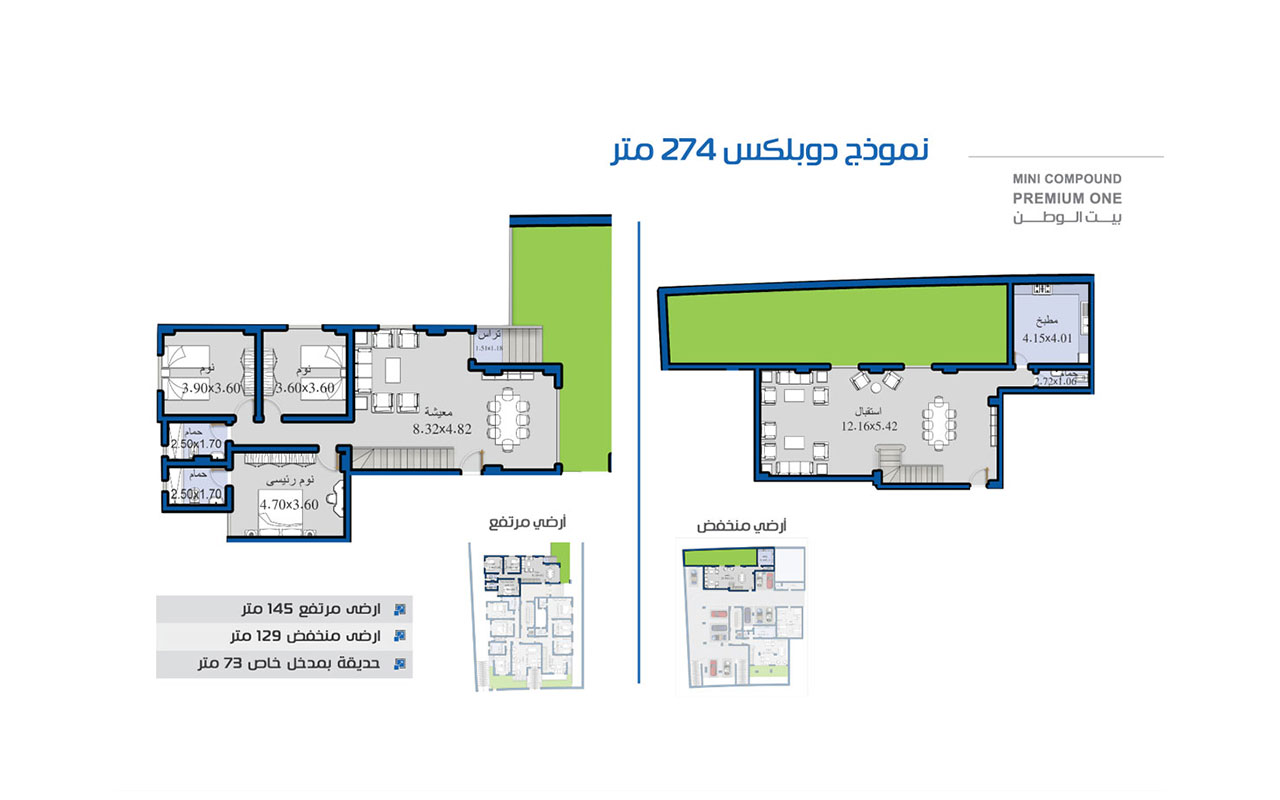 نموذج دوبلكس 274 متر
MINI COMPOUND
PREMIUM ONE
بيت الوطن
تراس
1.51x1.18
نوم
3.90x3.60
نوم
3.60x3.60
معيشة
8.32x4.82
حمام
2.50x1.70
حمام
2.50x1.70
نوم رئيسى
4.70x3.60
مطبخ
4.15x4.01
حمام
2.72x1.06
استقبال
12.16x5.42
أرضي مرتفع
أرضي منخفض
ارضى مرتفع 145 متر
ارضى منخفض 129 متر
حديقة بمدخل خاص 73 متر